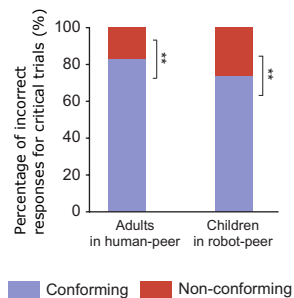 Percentage of incorrect
responses for critical trials (%)
100
80
60
40
20
0
**
**
Adults
in human-peer
Children
in robot-peer
Conforming
Non-conforming